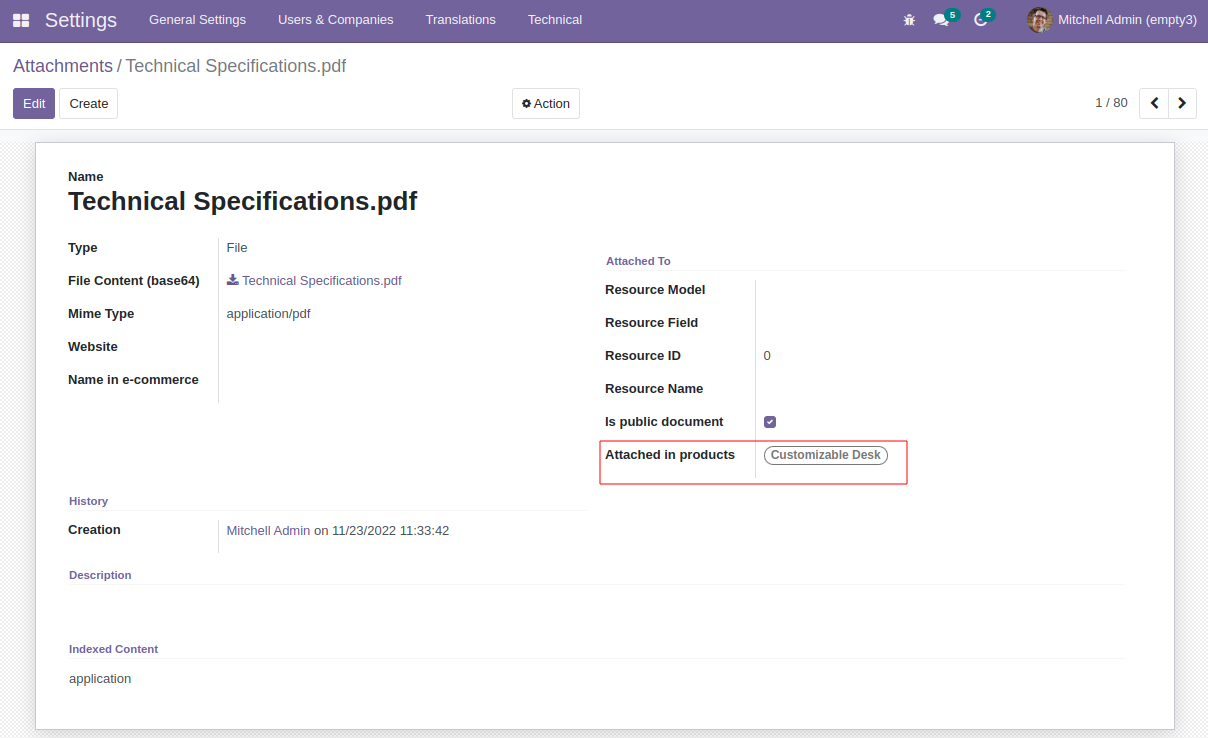 Settings General Settings Users & Companies Translations Technical 5 2 Mitchell Admin (empty3)
Attachments / Technical Specifications.pdf
Edit Create Action 1 / 80
Name
Technical Specifications.pdf
Type File
File Content (base64) Technical Specifications.pdf
Mime Type application/pdf
Website
Name in e-commerce
Attached To
Resource Model
Resource Field
Resource ID 0
Resource Name
Is public document
Attached in products Customizable Desk
History
Creation Mitchell Admin on 11/23/2022 11:33:42
Description
Indexed Content
application